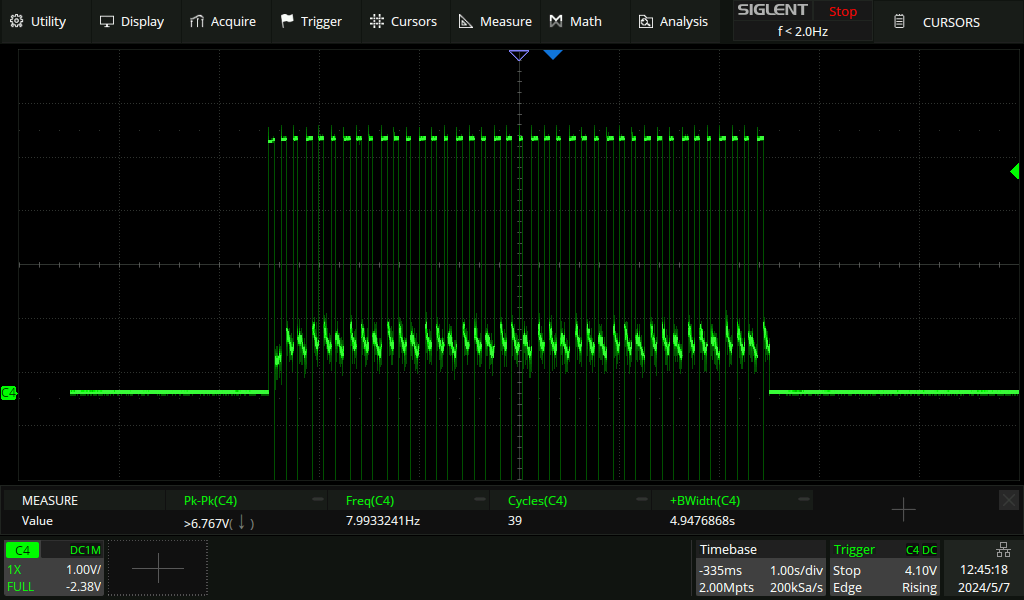 Utility Display Acquire Trigger Cursors Measure Math Analysis SIGLENT Stop CURSORS
f < 2.0Hz
C4
MEASURE Pk-Pk(C4) Freq(C4) Cycles(C4) +BWidth(C4)
Value >6.767V(↓) 7.9933241Hz 39 4.9476868s
C4 DC1M Timebase Trigger C4 DC
1X 1.00V/ -335ms 1.00s/div Stop 4.10V 12:45:18
FULL -2.38V 2.00Mpts 200kSa/s Edge Rising 2024/5/7